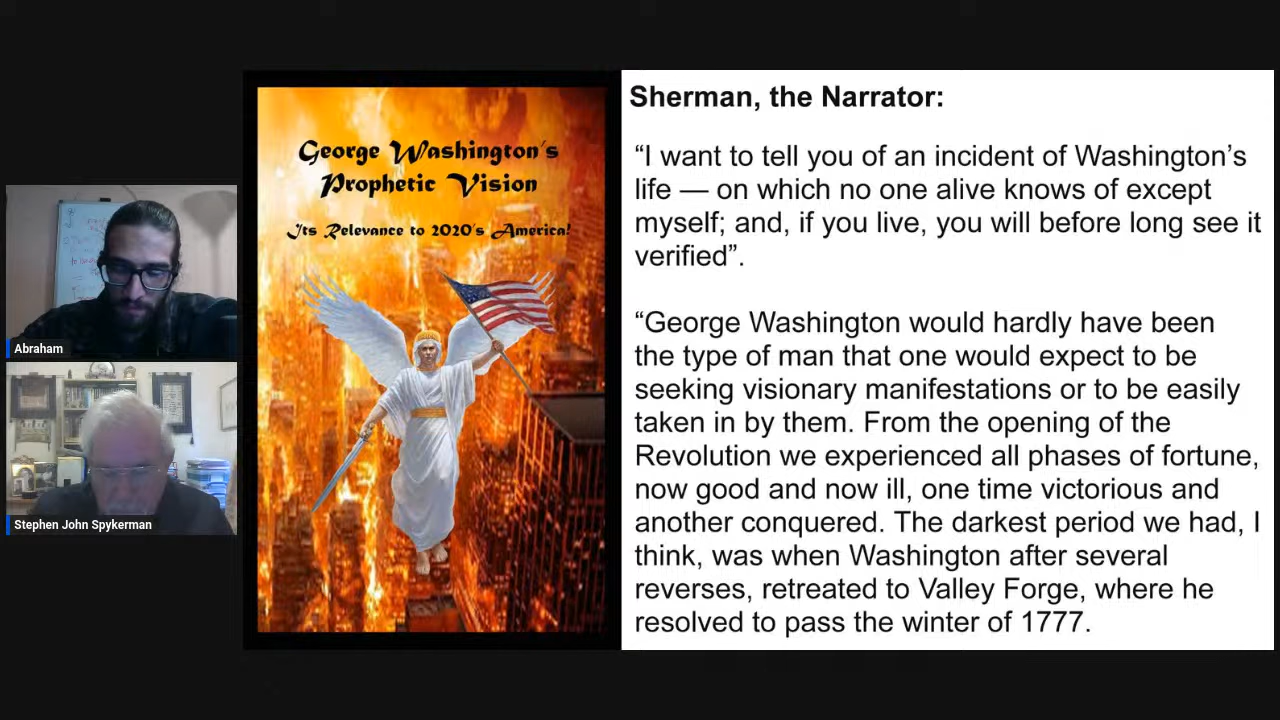 George Washington's
Prophetic Vision
Its Relevance to 2020's America!
Abraham
Stephen John Spykerman
Sherman, the Narrator:
“I want to tell you of an incident of Washington’s
life — on which no one alive knows of except
myself; and, if you live, you will before long see it
verified”.
“George Washington would hardly have been
the type of man that one would expect to be
seeking visionary manifestations or to be easily
taken in by them. From the opening of the
Revolution we experienced all phases of fortune,
now good and now ill, one time victorious and
another conquered. The darkest period we had, I
think, was when Washington after several
reverses, retreated to Valley Forge, where he
resolved to pass the winter of 1777.